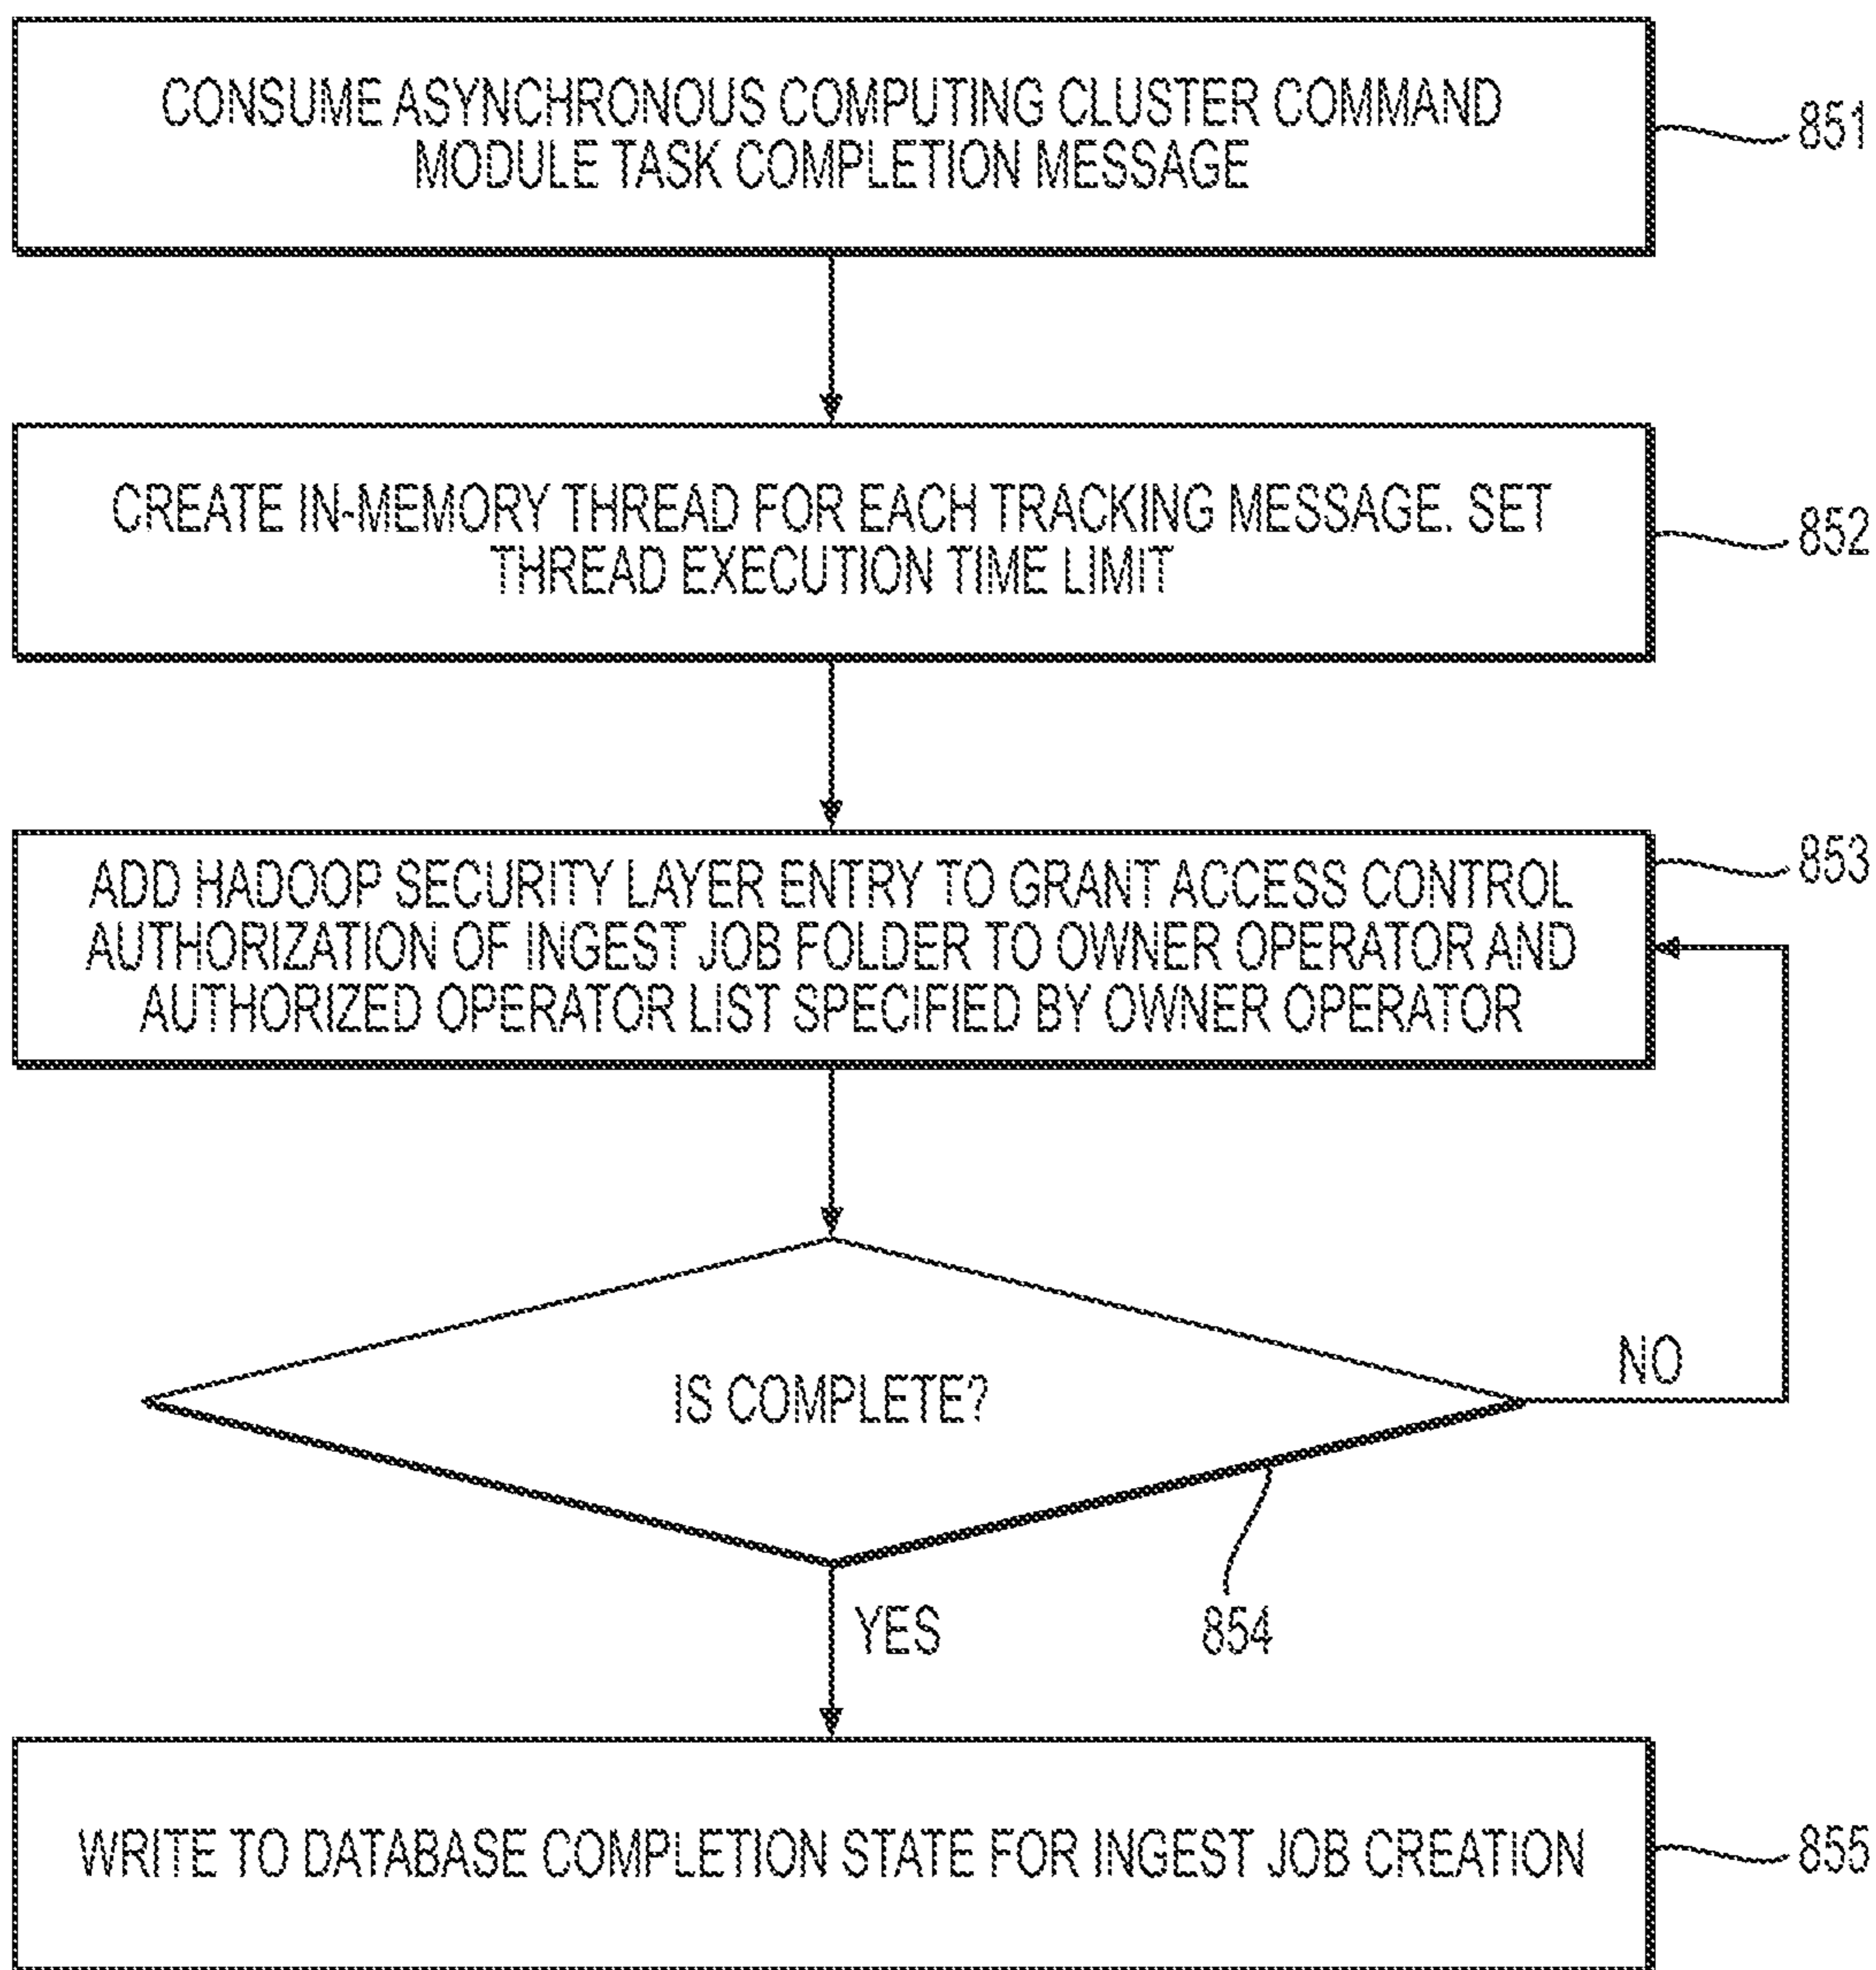 CONSUME ASYNCHRONOUS COMPUTING CLUSTER COMMAND
MODULE TASK COMPLETION MESSAGE
851
CREATE IN-MEMORY THREAD FOR EACH TRACKING MESSAGE. SET
THREAD EXECUTION TIME LIMIT
852
ADD HADOOP SECURITY LAYER ENTRY TO GRANT ACCESS CONTROL
AUTHORIZATION OF INGEST JOB FOLDER TO OWNER OPERATOR AND
AUTHORIZED OPERATOR LIST SPECIFIED BY OWNER OPERATOR
853
IS COMPLETE?
NO
YES
854
WRITE TO DATABASE COMPLETION STATE FOR INGEST JOB CREATION
855